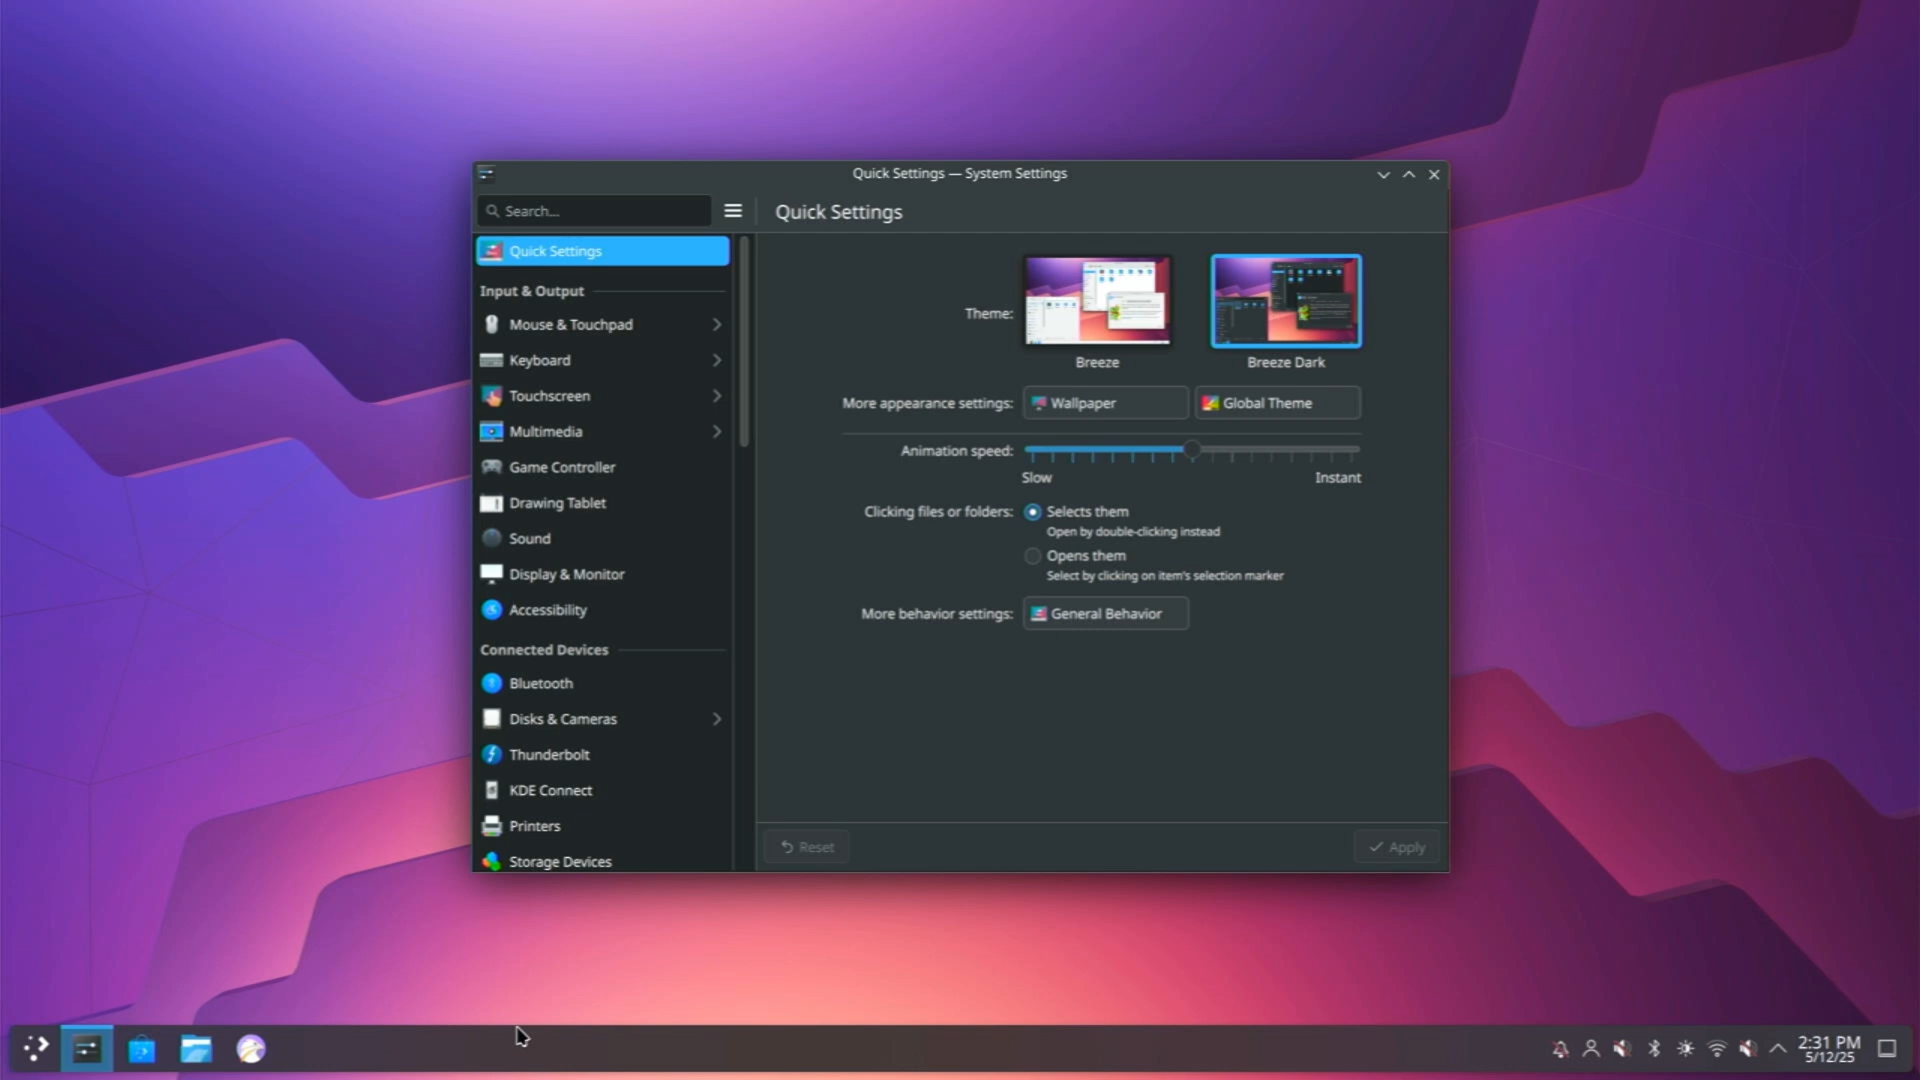 Quick Settings — System Settings
Search...
Quick Settings
Quick Settings
Input & Output
Mouse & Touchpad
Keyboard
Touchscreen
Multimedia
Game Controller
Drawing Tablet
Sound
Display & Monitor
Accessibility
Connected Devices
Bluetooth
Disks & Cameras
Thunderbolt
KDE Connect
Printers
Storage Devices
Theme:
Breeze
Breeze Dark
More appearance settings:
Wallpaper
Global Theme
Animation speed:
Slow
Instant
Clicking files or folders:
Selects them
Open by double-clicking instead
Opens them
Select by clicking on item's selection marker
More behavior settings:
General Behavior
Reset
Apply
2:31 PM
5/12/25